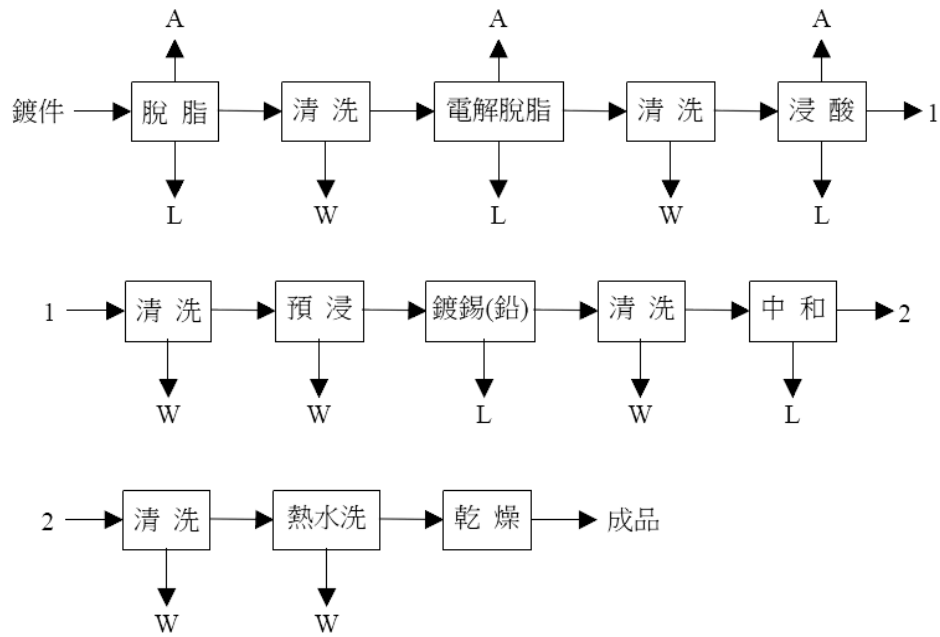 A A A
鍍件 脫脂 清洗 電解脫脂 清洗 浸酸 1
L W L W L
1 清洗 預浸 鍍錫(鉛) 清洗 中和 2
W W L W L
2 清洗 熱水洗 乾燥 成品
W W